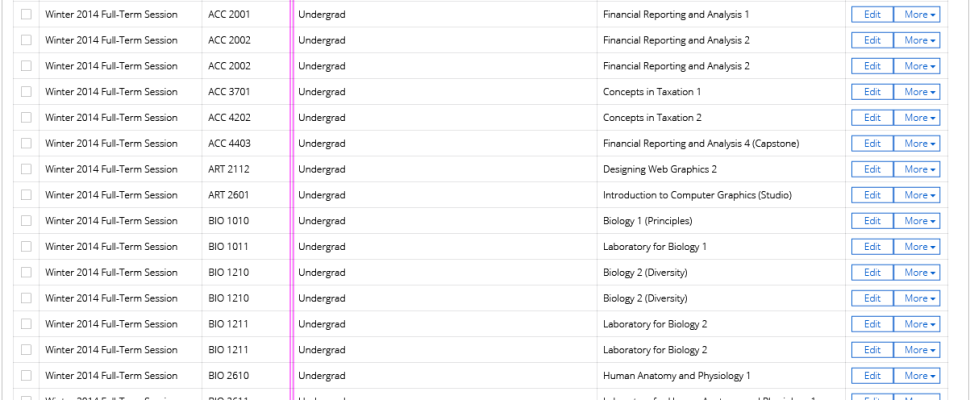 Winter 2014 Full-Term Session ACC 2001 Undergrad Financial Reporting and Analysis 1 Edit More
Winter 2014 Full-Term Session ACC 2002 Undergrad Financial Reporting and Analysis 2 Edit More
Winter 2014 Full-Term Session ACC 2002 Undergrad Financial Reporting and Analysis 2 Edit More
Winter 2014 Full-Term Session ACC 3701 Undergrad Concepts in Taxation 1 Edit More
Winter 2014 Full-Term Session ACC 4202 Undergrad Concepts in Taxation 2 Edit More
Winter 2014 Full-Term Session ACC 4403 Undergrad Financial Reporting and Analysis 4 (Capstone) Edit More
Winter 2014 Full-Term Session ART 2112 Undergrad Designing Web Graphics 2 Edit More
Winter 2014 Full-Term Session ART 2601 Undergrad Introduction to Computer Graphics (Studio) Edit More
Winter 2014 Full-Term Session BIO 1010 Undergrad Biology 1 (Principles) Edit More
Winter 2014 Full-Term Session BIO 1011 Undergrad Laboratory for Biology 1 Edit More
Winter 2014 Full-Term Session BIO 1210 Undergrad Biology 2 (Diversity) Edit More
Winter 2014 Full-Term Session BIO 1210 Undergrad Biology 2 (Diversity) Edit More
Winter 2014 Full-Term Session BIO 1211 Undergrad Laboratory for Biology 2 Edit More
Winter 2014 Full-Term Session BIO 1211 Undergrad Laboratory for Biology 2 Edit More
Winter 2014 Full-Term Session BIO 2610 Undergrad Human Anatomy and Physiology 1 Edit More